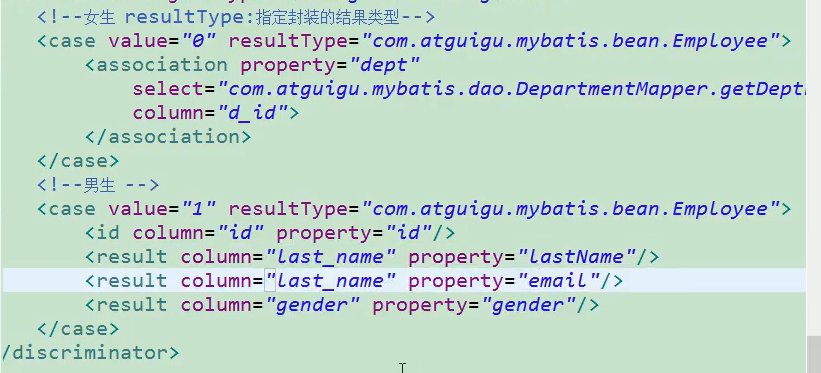 <!--女生 resultType:指定封装的结果类型-->
<case value="0" resultType="com.atguigu.mybatis.bean.Employee">
<association property="dept"
select="com.atguigu.mybatis.dao.DepartmentMapper.getDept
column="d_id">
</association>
</case>
<!--男生 -->
<case value="1" resultType="com.atguigu.mybatis.bean.Employee">
<id column="id" property="id"/>
<result column="last_name" property="lastName"/>
<result column="last_name" property="email"/>
<result column="gender" property="gender"/>
</case>
/discriminator>